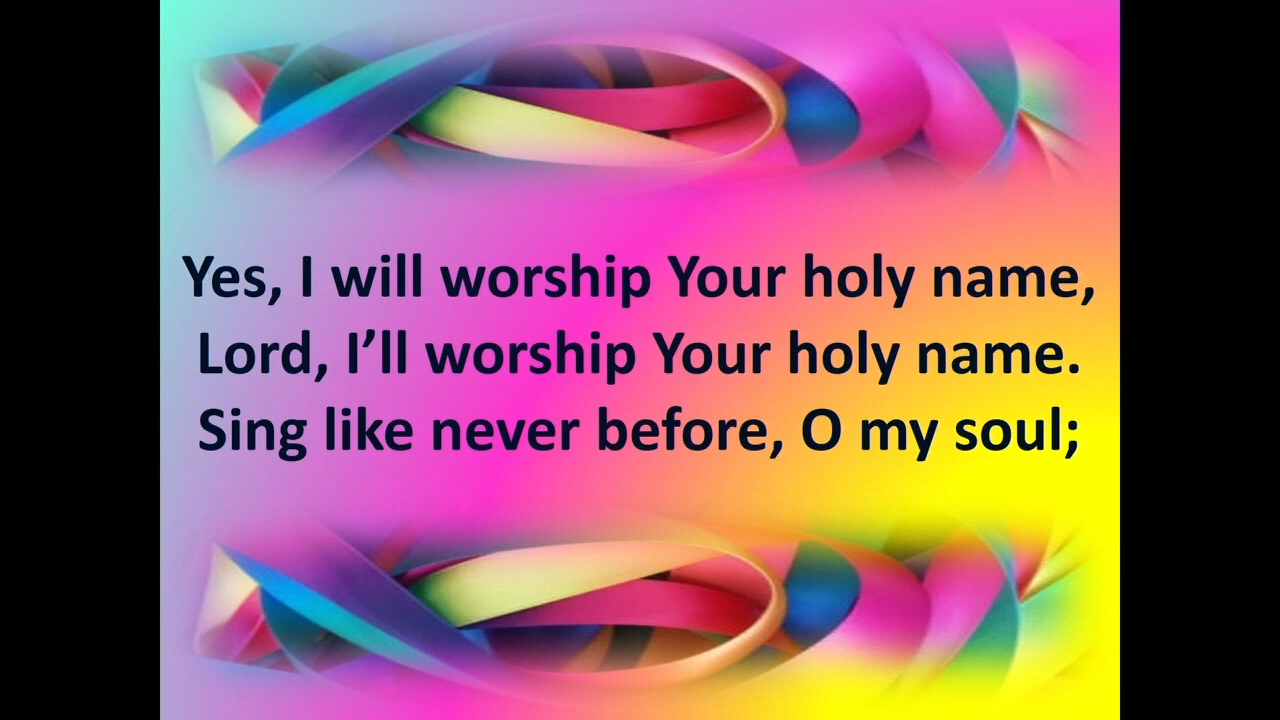 Yes, I will worship Your holy name,
Lord, I’ll worship Your holy name.
Sing like never before, O my soul;